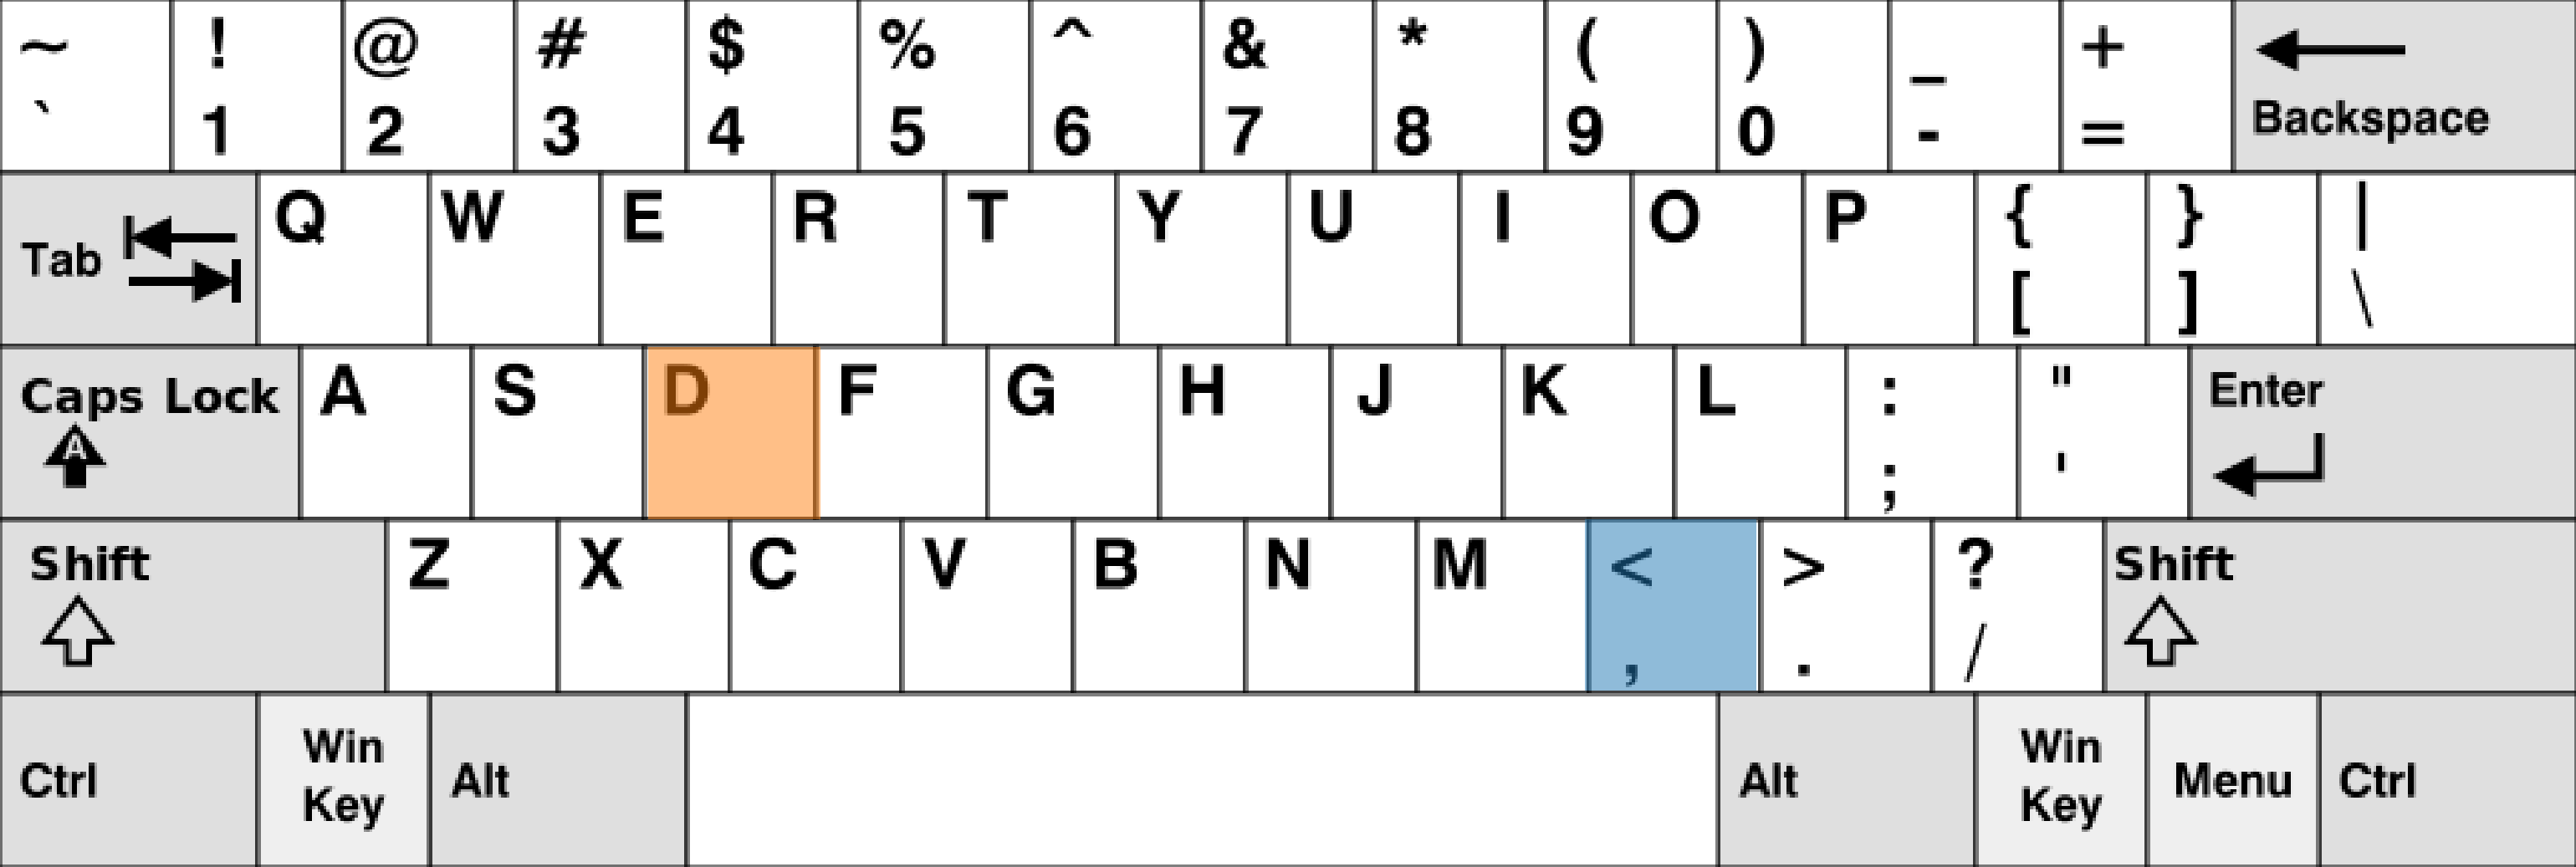 ~ ! @ # $ % ^ & * ( ) _ +
` 1 2 3 4 5 6 7 8 9 0 - = Backspace
Tab Q W E R T Y U I O P { } |
[ ] \
Caps Lock A S D F G H J K L : " Enter
A ; '
Shift Z X C V B N M < > ? Shift
, . /
Ctrl Win Key Alt Alt Win Key Menu Ctrl